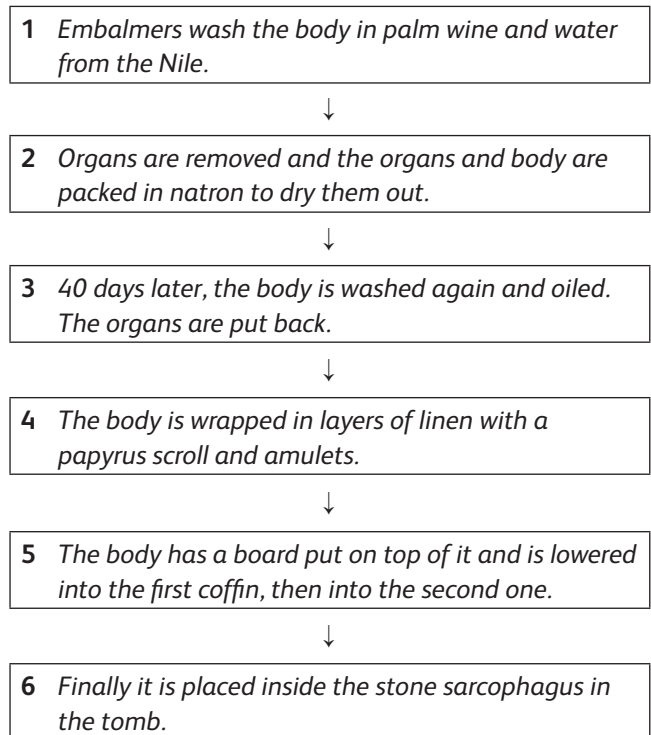 1 Embalmers wash the body in palm wine and water
from the Nile.
↓
2 Organs are removed and the organs and body are
packed in natron to dry them out.
↓
3 40 days later, the body is washed again and oiled.
The organs are put back.
↓
4 The body is wrapped in layers of linen with a
papyrus scroll and amulets.
↓
5 The body has a board put on top of it and is lowered
into the first coffin, then into the second one.
↓
6 Finally it is placed inside the stone sarcophagus in
the tomb.